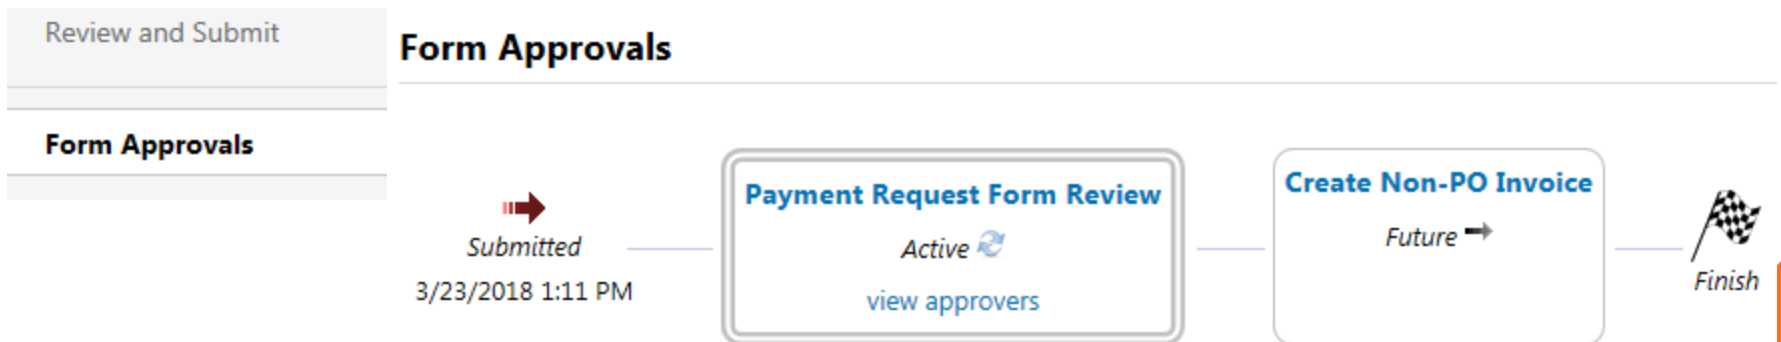 Review and Submit
Form Approvals
Form Approvals
Submitted
3/23/2018 1:11 PM
Payment Request Form Review
Active
view approvers
Create Non-PO Invoice
Future
Finish